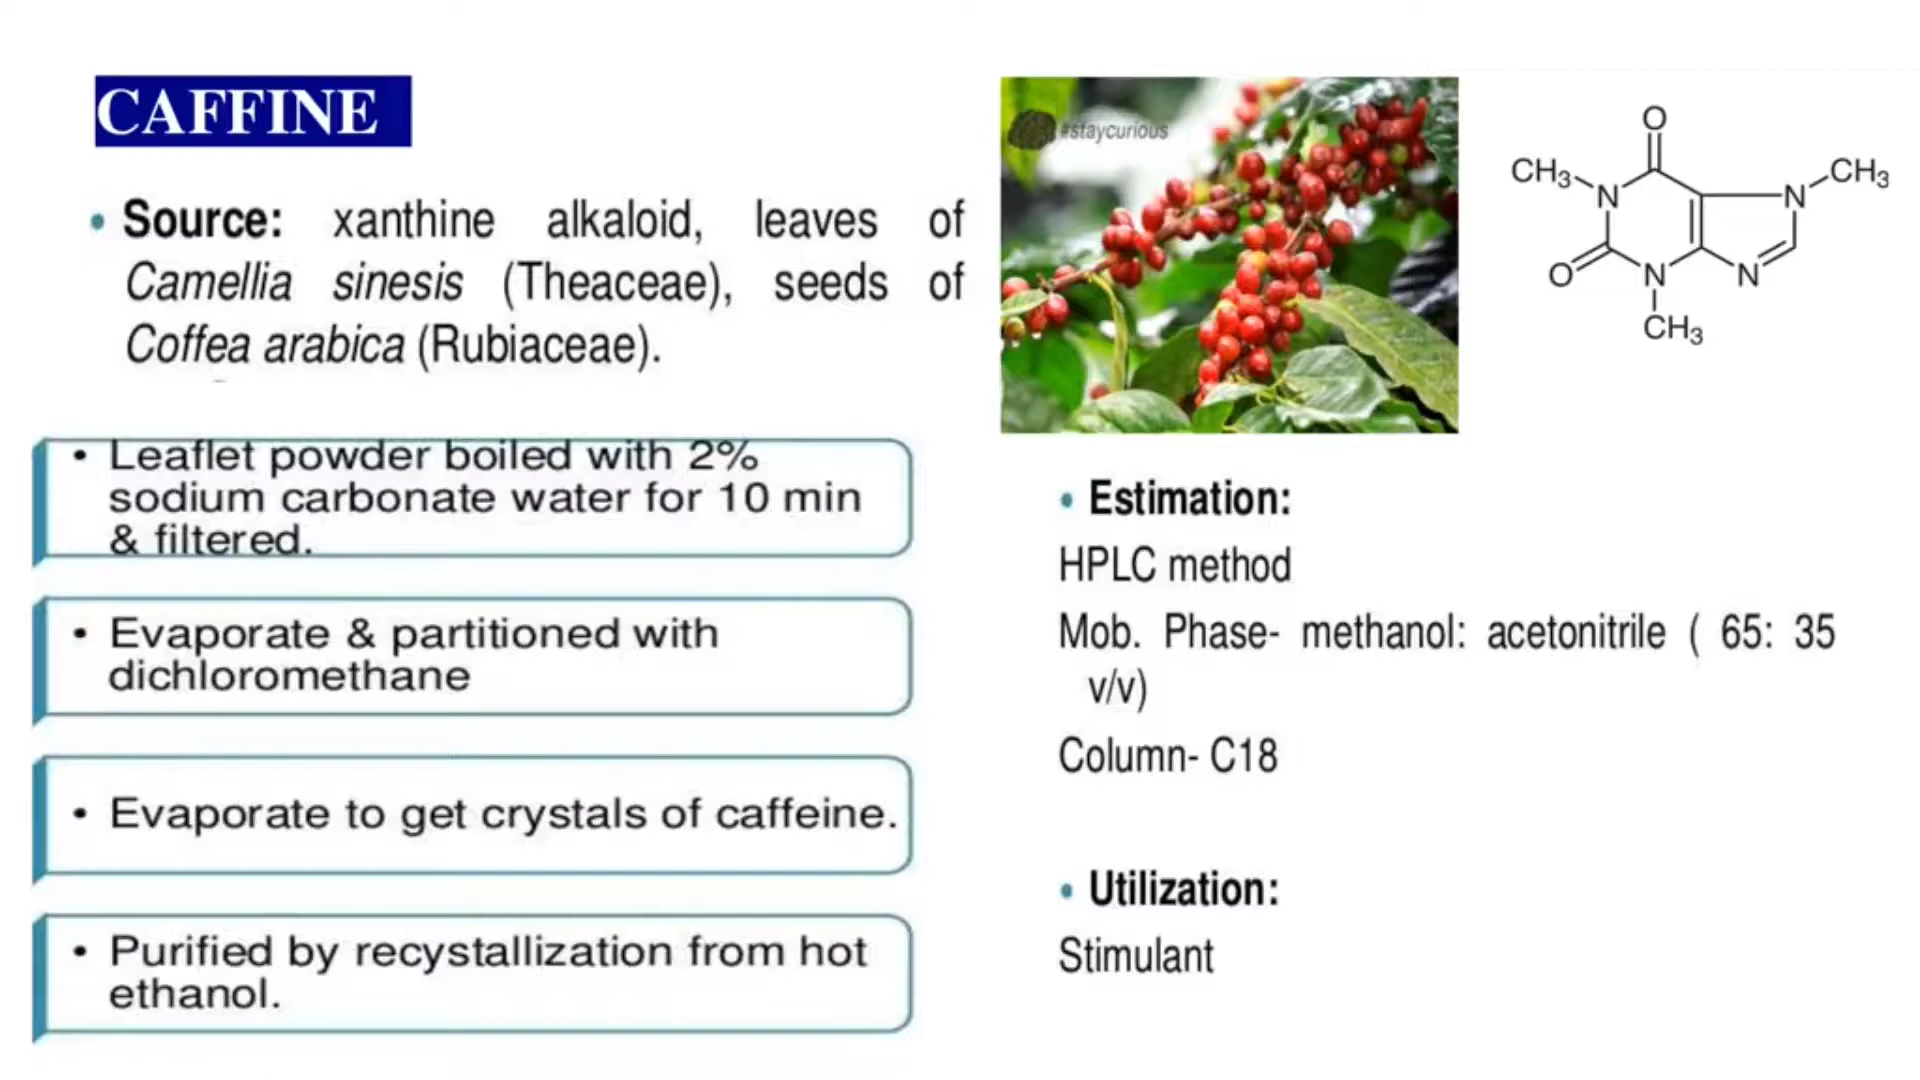 CAFFINE
• Source: xanthine alkaloid, leaves of
Camellia sinesis (Theaceae), seeds of
Coffea arabica (Rubiaceae).
• Leaflet powder boiled with 2%
sodium carbonate water for 10 min
& filtered.
• Evaporate & partitioned with
dichloromethane
• Evaporate to get crystals of caffeine.
• Purified by recystallization from hot
ethanol.
#staycurious
O
CH3 N N CH3
O N N
CH3
• Estimation:
HPLC method
Mob. Phase- methanol: acetonitrile ( 65: 35
v/v)
Column- C18
• Utilization:
Stimulant